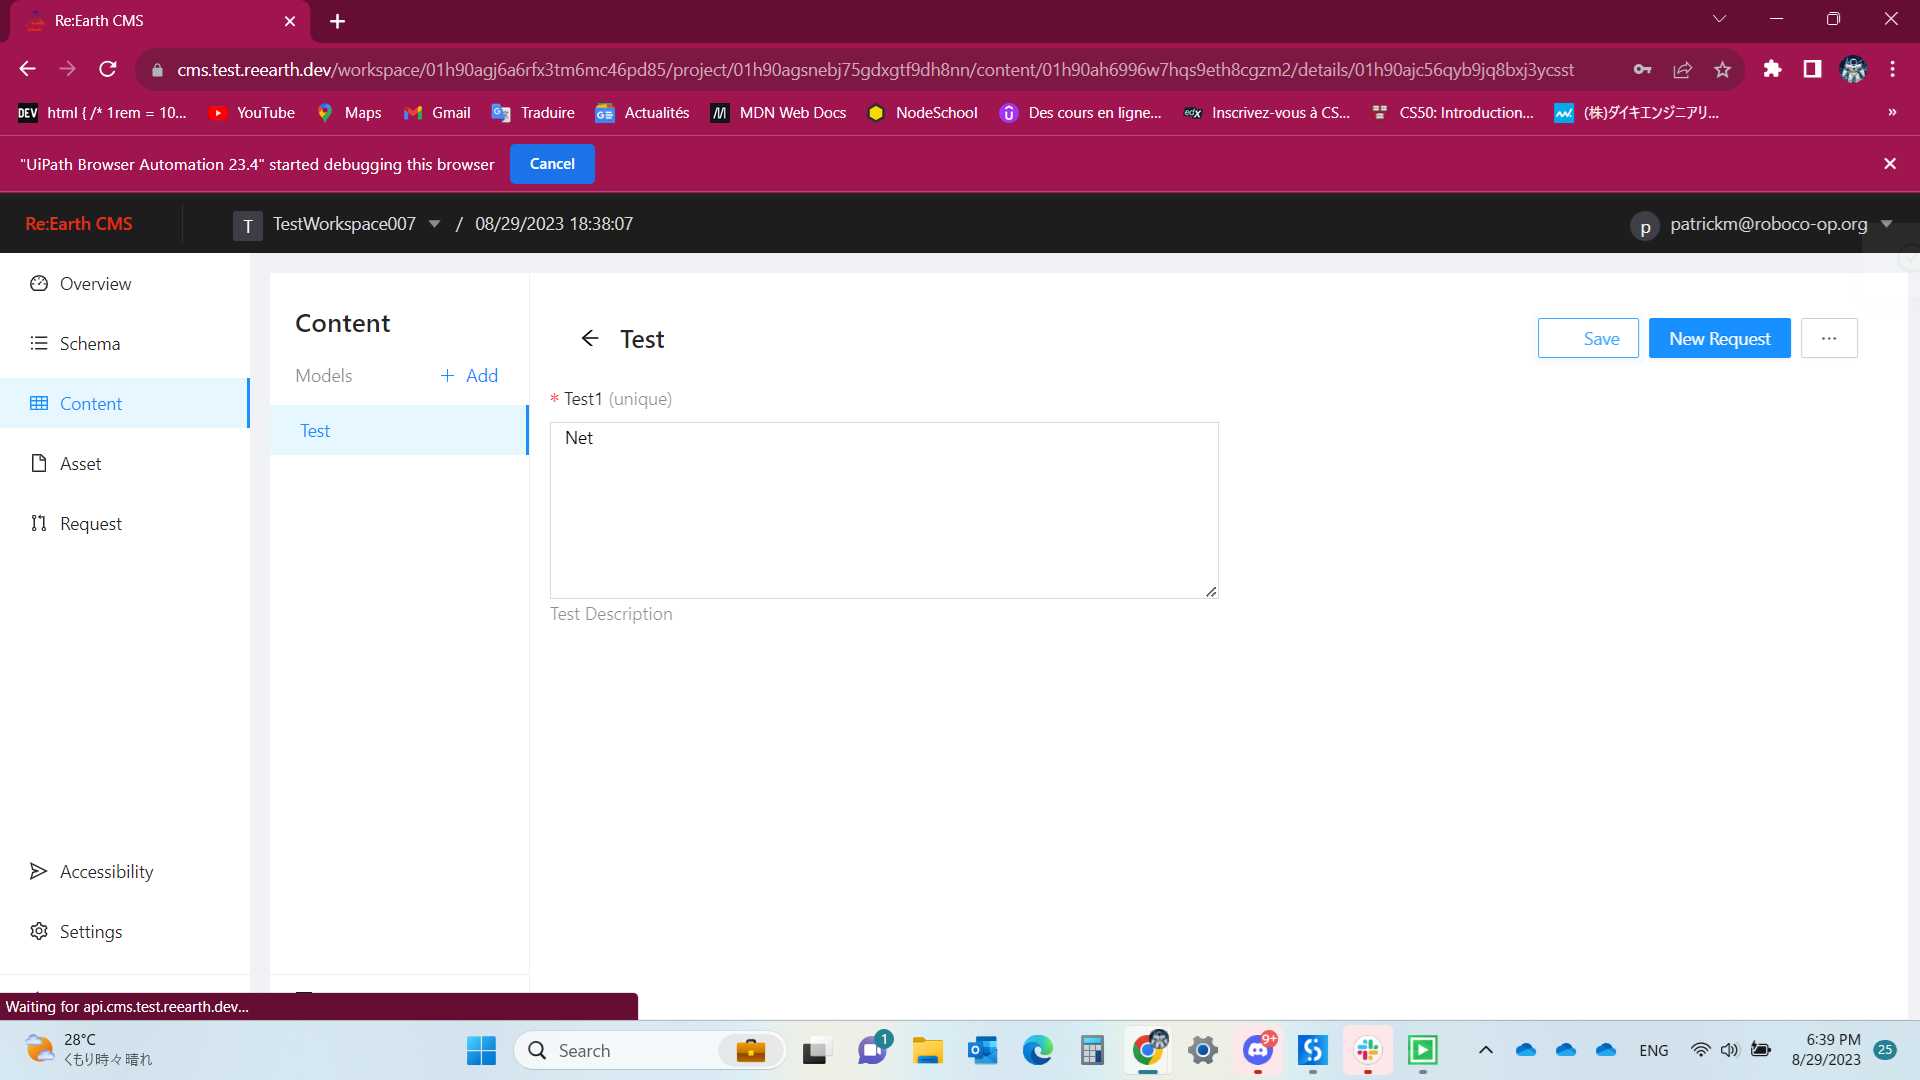 Re:Earth CMS
cms.test.reearth.dev/workspace/01h90agj6a6rfx3tm6mc46pd85/project/01h90agsnebj75gdxgtf9dh8nn/content/01h90ah6996w7hqs9eth8cgzm2/details/01h90ajc56qyb9jq8bxj3ycsst
DEV html { /* 1rem = 10... YouTube Maps Gmail Traduire Actualités MDN Web Docs NodeSchool Des cours en ligne... edX Inscrivez-vous à CS... CS50: Introduction... (株)ダイキエンジニアリ... »
"UiPath Browser Automation 23.4" started debugging this browser Cancel
Re:Earth CMS T TestWorkspace007 / 08/29/2023 18:38:07 p patrickm@roboco-op.org
Overview
Schema
Content
Asset
Request
Accessibility
Settings
Content
Models + Add
Test
Test
Save New Request ...
* Test1 (unique)
Net
Test Description
Waiting for api.cms.test.reearth.dev...
28°C
くもり時々晴れ
Search
1
9+
ENG
6:39 PM
8/29/2023
25